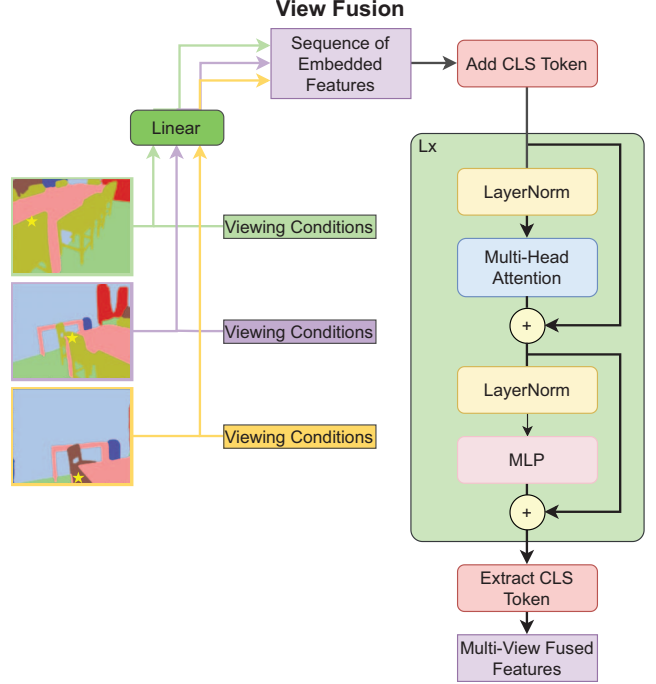 View Fusion
Sequence of
Embedded
Features
Add CLS Token
Linear
Lx
LayerNorm
Viewing Conditions
Multi-Head
Attention
+
Viewing Conditions
LayerNorm
Viewing Conditions
MLP
+
Extract CLS
Token
Multi-View Fused
Features